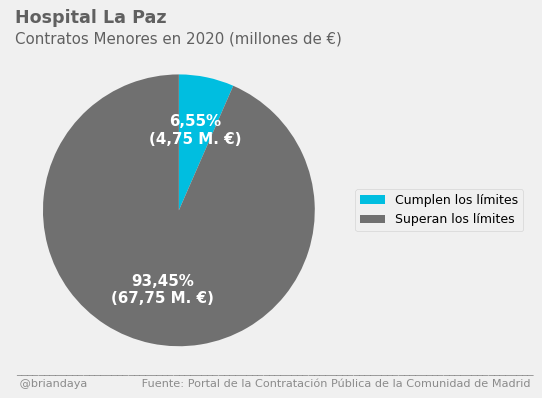 Hospital La Paz
Contratos Menores en 2020 (millones de €)
6,55%
(4,75 M. €)
Cumplen los límites
Superan los límites
93,45%
(67,75 M. €)
@briandaya Fuente: Portal de la Contratación Pública de la Comunidad de Madrid